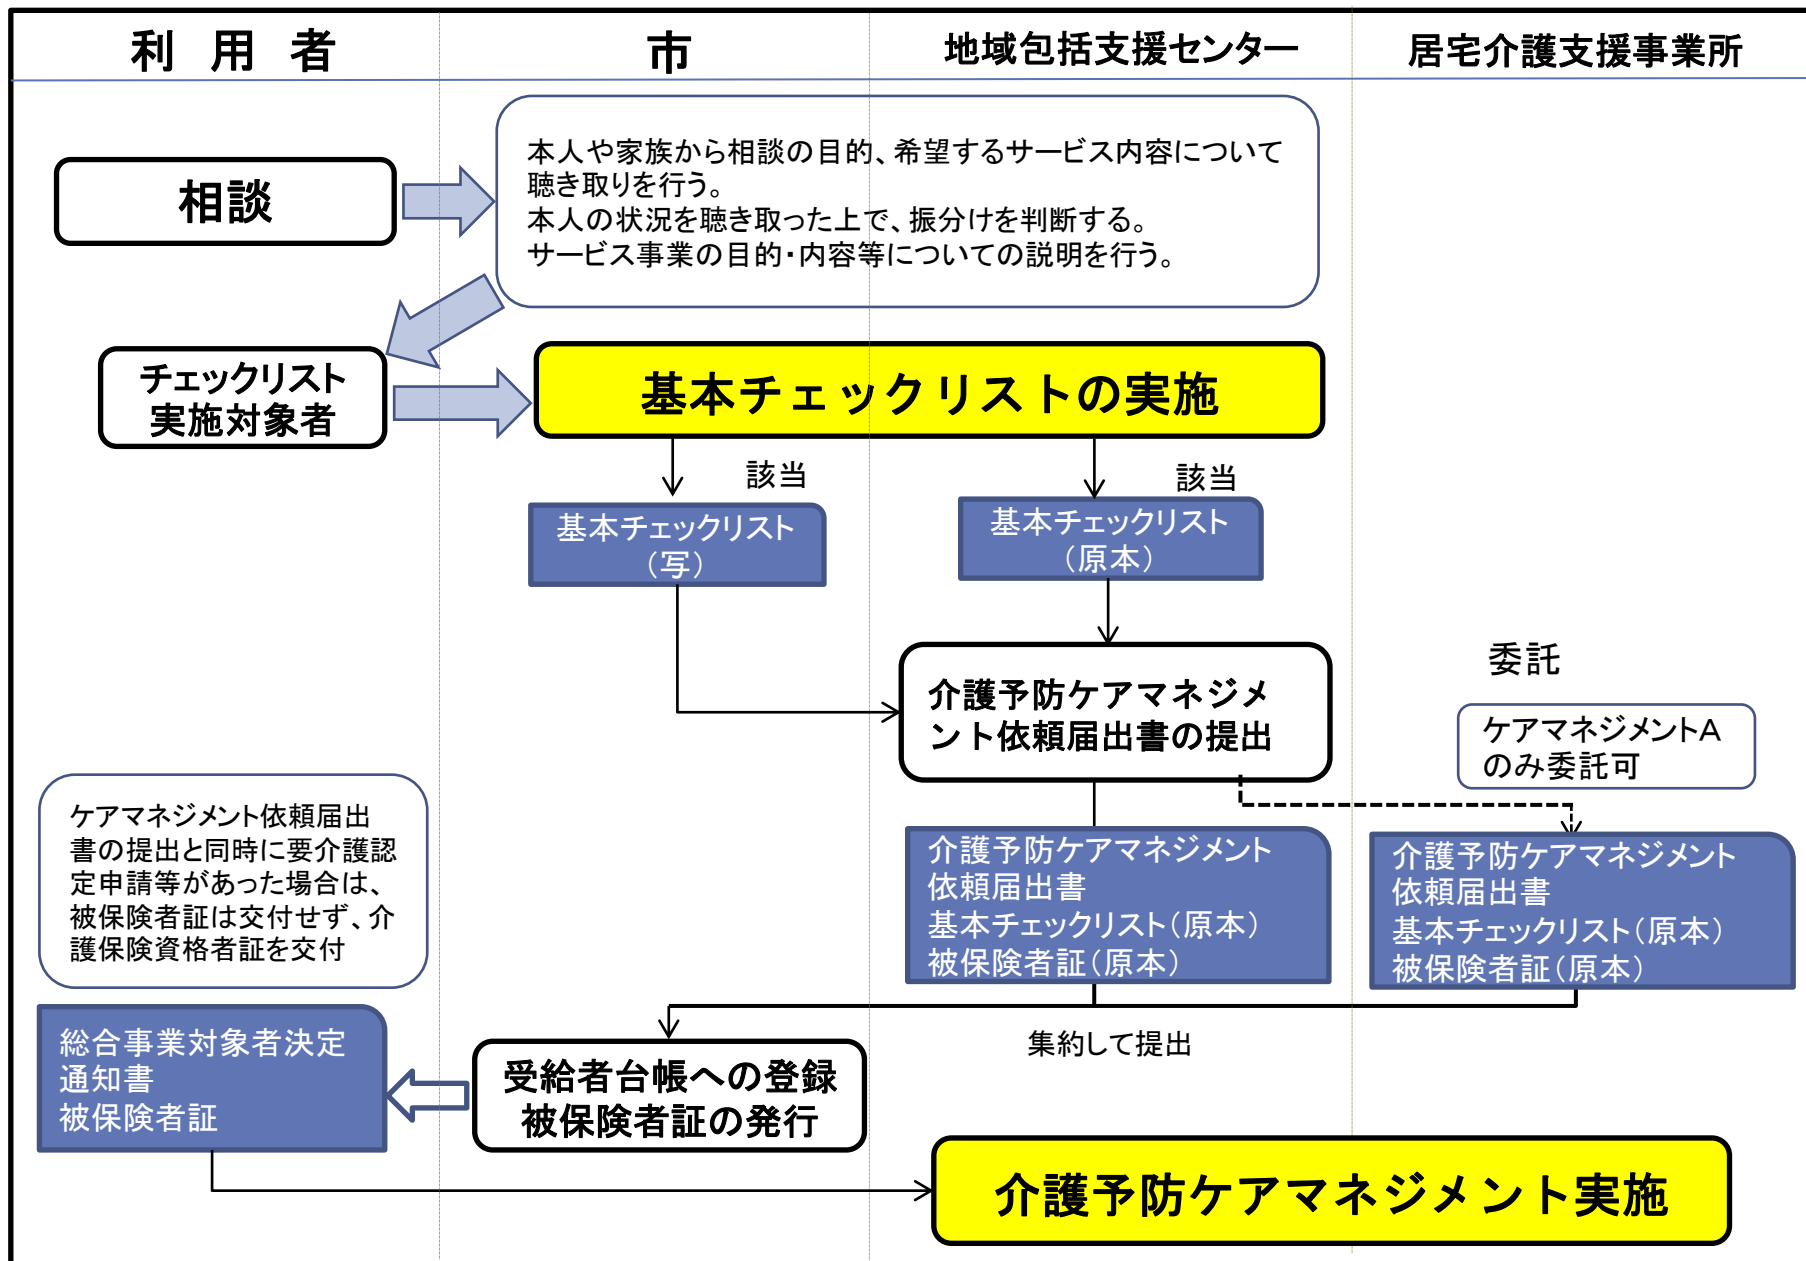 利用者
市
地域包括支援センター
居宅介護支援事業所
相談
本人や家族から相談の目的、希望するサービス内容について
聴き取りを行う。
本人の状況を聴き取った上で、振分けを判断する。
サービス事業の目的・内容等についての説明を行う。
チェックリスト
実施対象者
基本チェックリストの実施
該当
該当
基本チェックリスト
（写）
基本チェックリスト
（原本）
介護予防ケアマネジメ
ント依頼届出書の提出
委託
ケアマネジメントＡ
のみ委託可
ケアマネジメント依頼届出
書の提出と同時に要介護認
定申請等があった場合は、
被保険者証は交付せず、介
護保険資格者証を交付
介護予防ケアマネジメント
依頼届出書
基本チェックリスト（原本）
被保険者証（原本）
介護予防ケアマネジメント
依頼届出書
基本チェックリスト（原本）
被保険者証（原本）
集約して提出
総合事業対象者決定
通知書
被保険者証
受給者台帳への登録
被保険者証の発行
介護予防ケアマネジメント実施